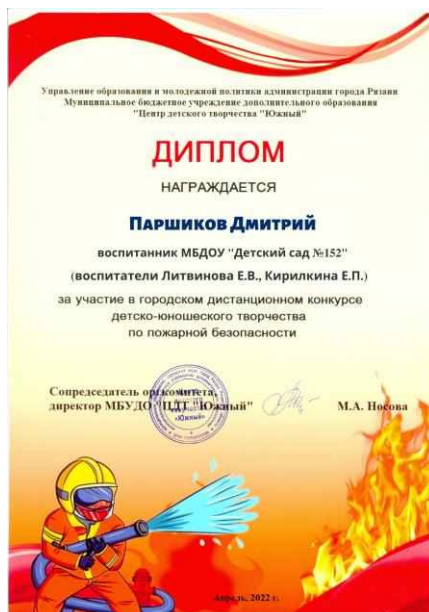 Управление образования и молодежной политики администрации города Рязани
Муниципальное бюджетное учреждение дополнительного образования
"Центр детского творчества "Южный"
ДИПЛОМ
НАГРАЖДАЕТСЯ
Паршиков Дмитрий
воспитанник МБДОУ "Детский сад №152"
(воспитатели Литвинова Е.В., Кирилкина Е.П.)
за участие в городском дистанционном конкурсе
детско-юношеского творчества
по пожарной безопасности
Сопредседатель оргкомитета,
директор МБУДО "ЦДТ "Южный" М.А. Носова
«Южный»
Апрель, 2022 г.